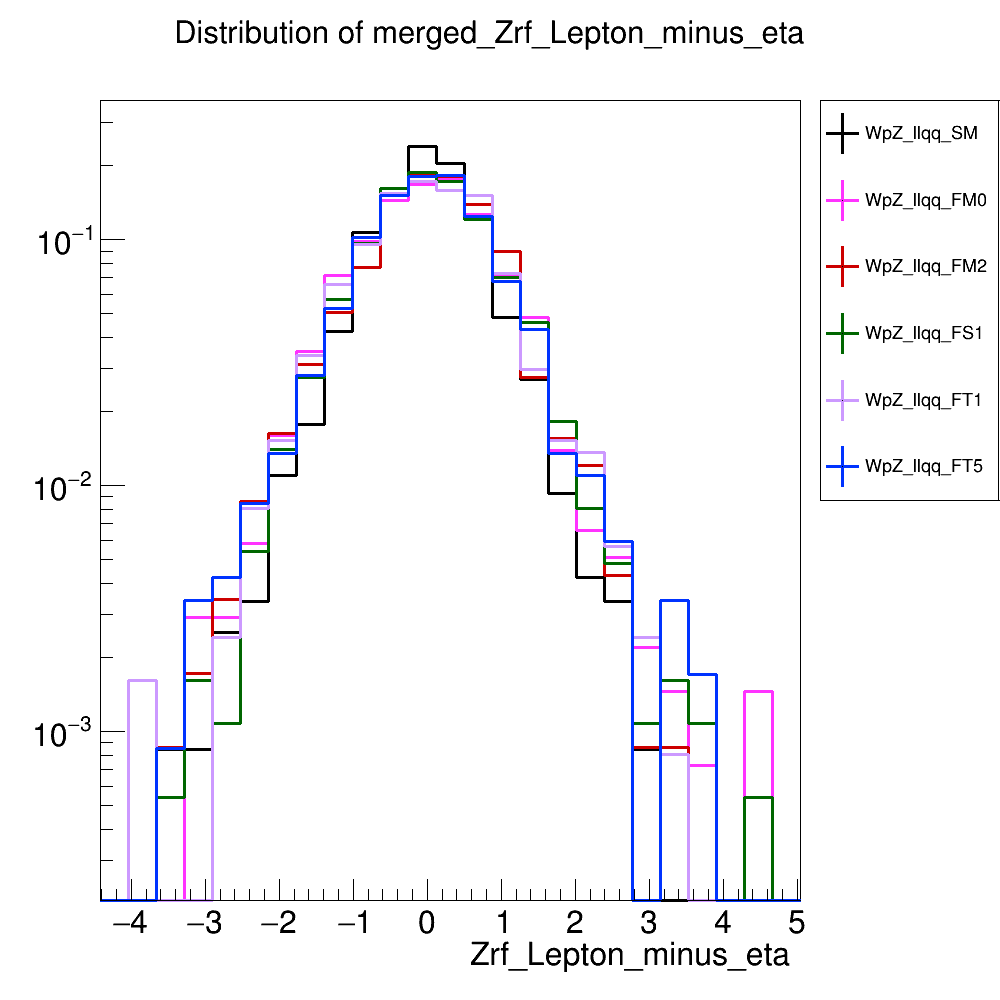 Distribution of merged_Zrf_Lepton_minus_eta
WpZ_llqq_SM
WpZ_llqq_FM0
WpZ_llqq_FM2
WpZ_llqq_FS1
WpZ_llqq_FT1
WpZ_llqq_FT5
10⁻¹
10⁻²
10⁻³
−4 −3 −2 −1 0 1 2 3 4 5
Zrf_Lepton_minus_eta